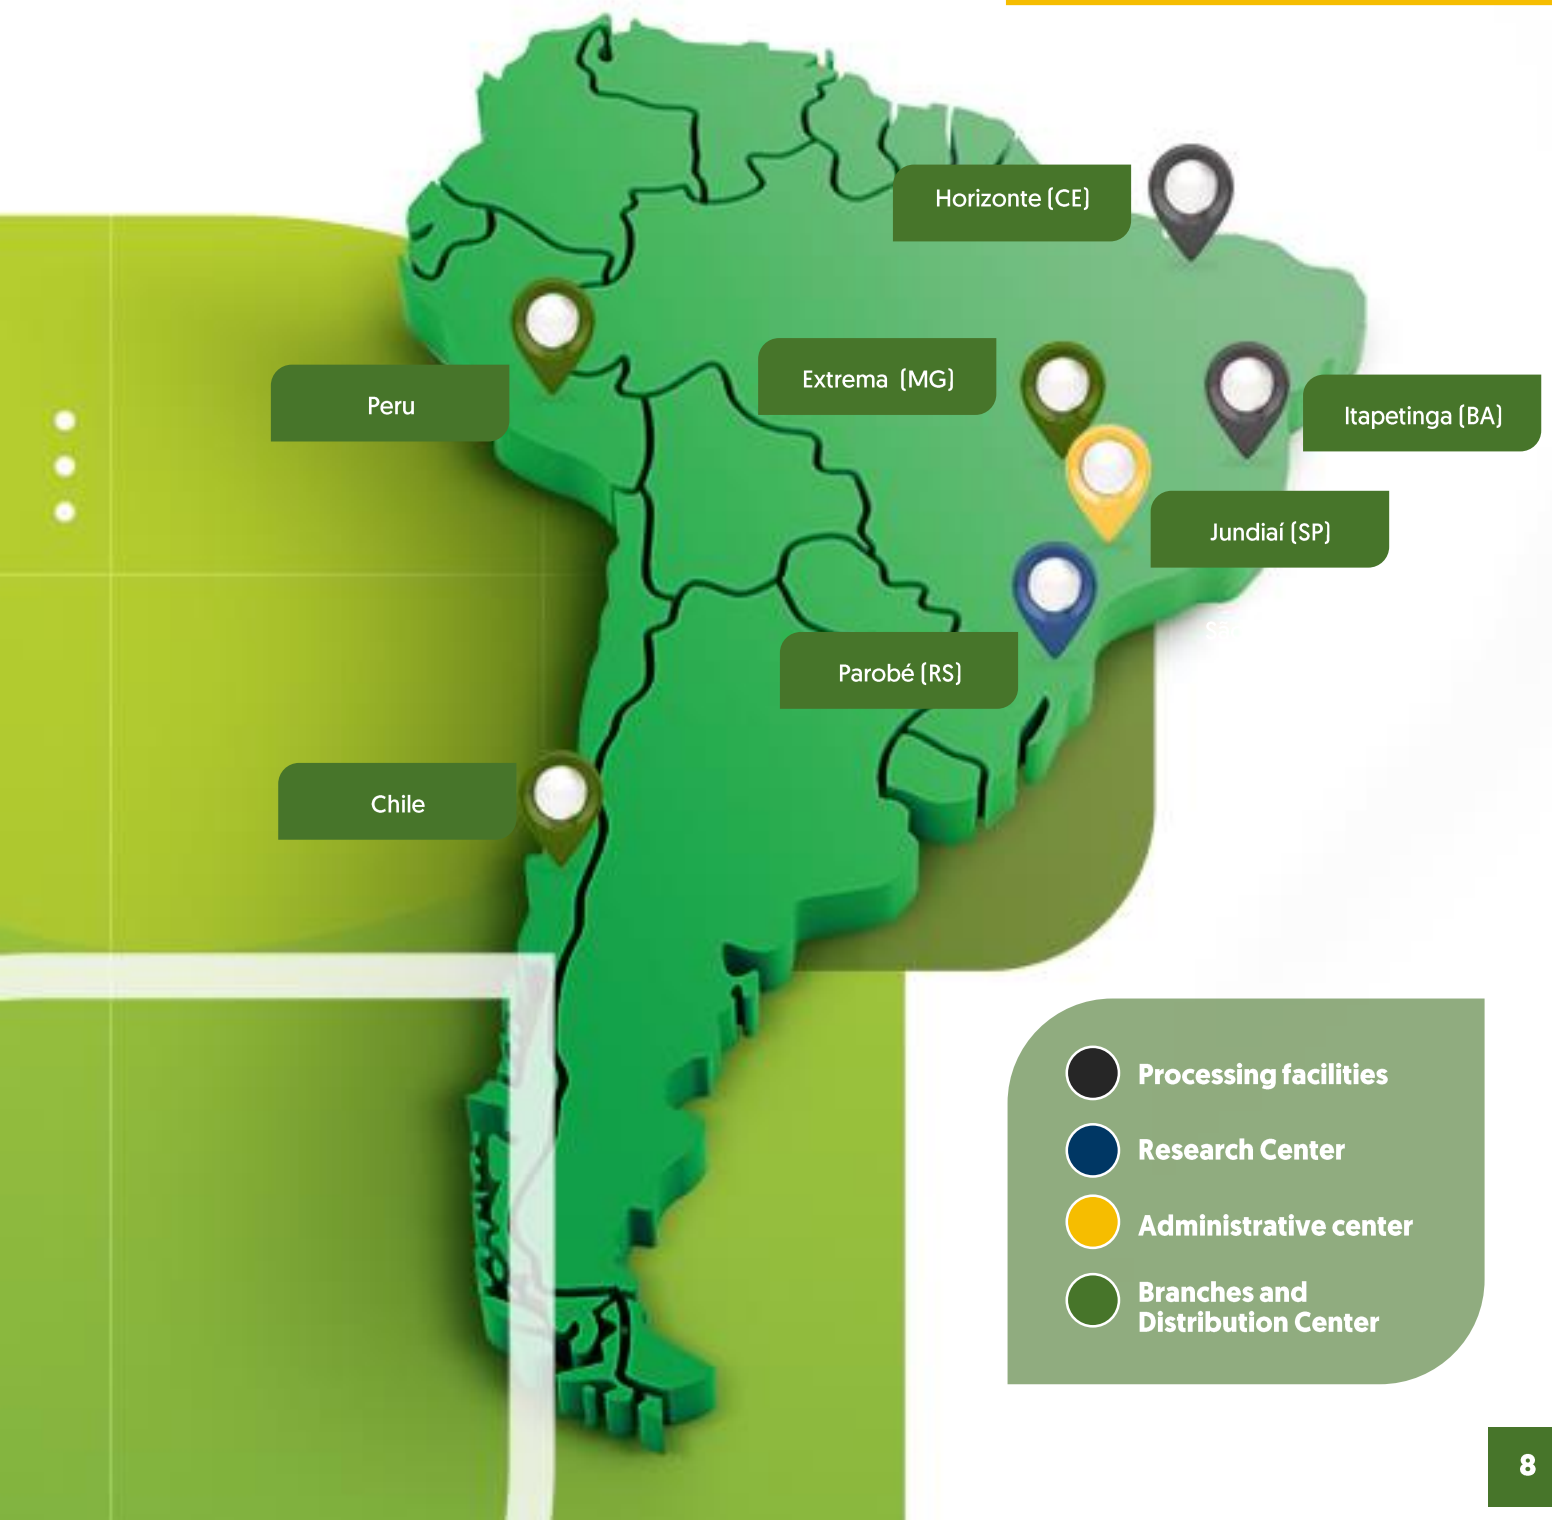 Horizonte (CE)
Extrema (MG)
Peru
Itapetinga (BA)
Jundiaí (SP)
Parobé (RS)
Chile
Processing facilities
Research Center
Administrative center
Branches and
Distribution Center
8